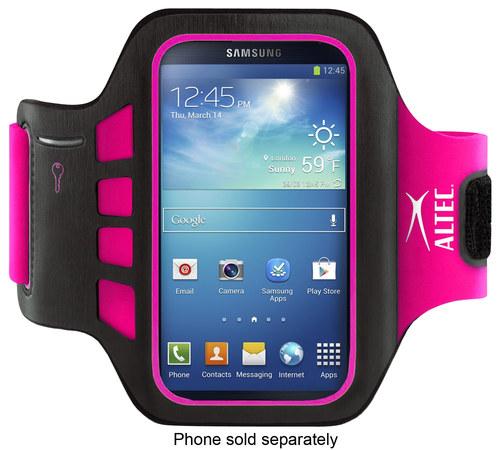 SAMSUNG
12:45
12:45 PM
Thu, March 14
London
Sunny 59°F
Google
Email Camera Samsung Apps Play Store
Phone Contacts Messaging Internet Apps
ALTEC
Phone sold separately